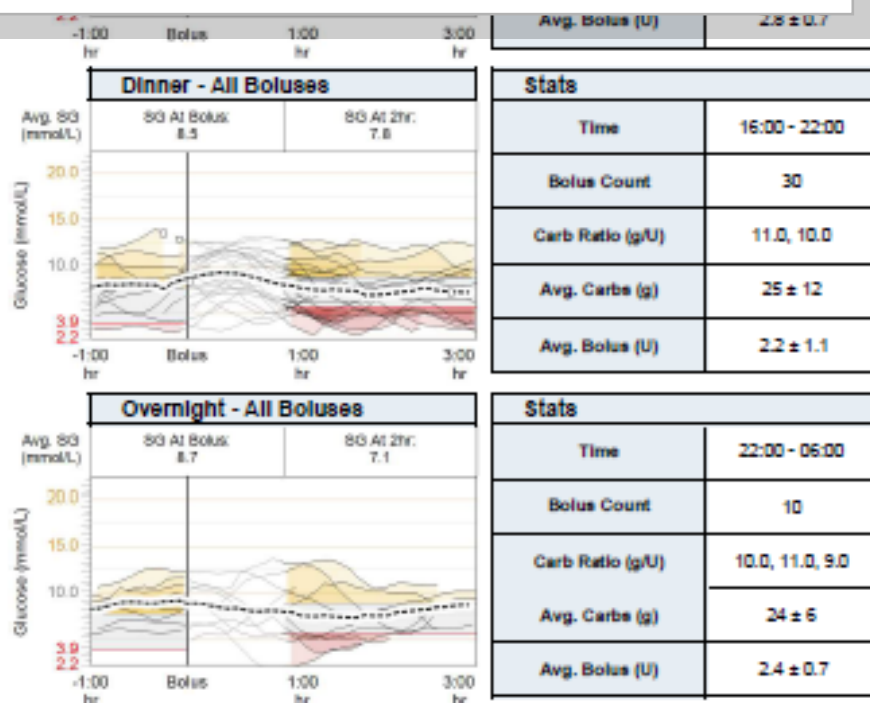 2.2
-1:00 Bolus 1:00 3:00
hr hr hr
Avg. Bolus (U) 2.8 ± 0.7
Dinner - All Boluses
Avg. SG (mmol/L)
SG At Bolus: 8.5
SG At 2hr: 7.8
Glucose (mmol/L)
20.0
15.0
10.0
3.9
2.2
-1:00 Bolus 1:00 3:00
hr hr hr
Stats
Time 16:00 - 22:00
Bolus Count 30
Carb Ratio (g/U) 11.0, 10.0
Avg. Carbs (g) 25 ± 12
Avg. Bolus (U) 2.2 ± 1.1
Overnight - All Boluses
Avg. SG (mmol/L)
SG At Bolus: 8.7
SG At 2hr: 7.1
Glucose (mmol/L)
20.0
15.0
10.0
3.9
2.2
-1:00 Bolus 1:00 3:00
hr hr hr
Stats
Time 22:00 - 06:00
Bolus Count 10
Carb Ratio (g/U) 10.0, 11.0, 9.0
Avg. Carbs (g) 24 ± 6
Avg. Bolus (U) 2.4 ± 0.7